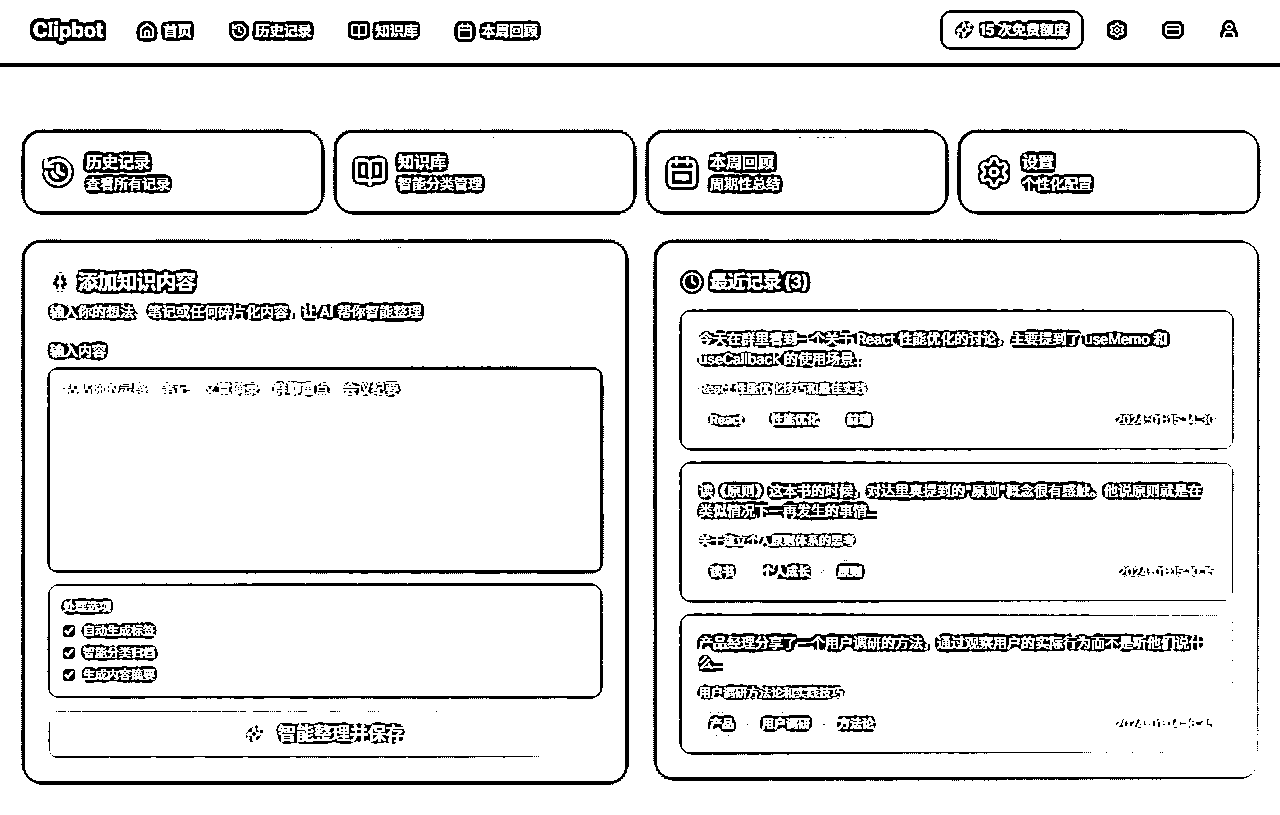 Clipbot
首页
历史记录
知识库
本周回顾
15 次免费额度
历史记录
查看所有记录
知识库
智能分类管理
本周回顾
周期性总结
设置
个性化配置
添加知识内容
输入你的想法、笔记或任何碎片化内容，让 AI 帮你智能整理
输入内容
文章摘录、群聊重点、会议纪要
处理选项
自动生成标签
智能分类归档
生成内容摘要
智能整理并保存
最近记录 (3)
今天在群里看到一个关于 React 性能优化的讨论，主要提到了 useMemo 和
useCallback 的使用场景...
React 性能优化技巧和最佳实践
React
性能优化
前端
2024-01-15 14:30
读《原则》这本书的时候，对达里奥提到的"原则"概念很有感触。他说原则就是在
类似情况下一再发生的事情...
关于建立个人原则体系的思考
读书
个人成长
原则
产品经理分享了一个用户调研的方法，通过观察用户的实际行为而不是听他们说什
么...
用户调研方法论和实践技巧
产品
用户调研
方法论